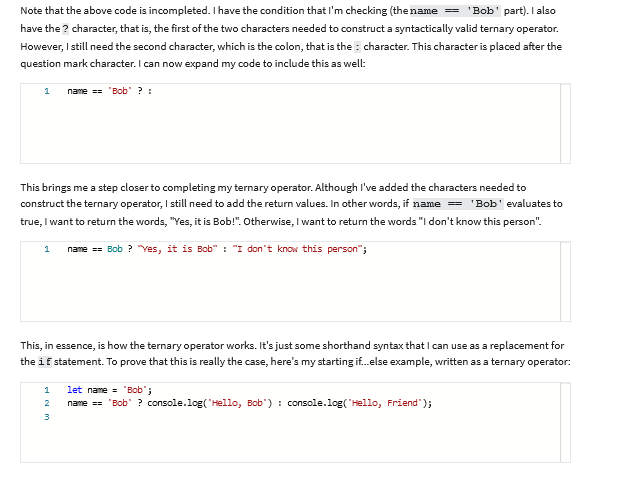 Note that the above code is incompleted. I have the condition that I'm checking (the name == 'Bob' part). I also
have the ? character, that is, the first of the two characters needed to construct a syntactically valid ternary operator.
However, I still need the second character, which is the colon, that is the : character. This character is placed after the
question mark character. I can now expand my code to include this as well:
1 name == 'Bob' ? :
This brings me a step closer to completing my ternary operator. Although I've added the characters needed to
construct the ternary operator, I still need to add the return values. In other words, if name == 'Bob' evaluates to
true, I want to return the words, "Yes, it is Bob!". Otherwise, I want to return the words "I don't know this person".
1 name == Bob ? "Yes, it is Bob" : "I don't know this person";
This, in essence, is how the ternary operator works. It's just some shorthand syntax that I can use as a replacement for
the if statement. To prove that this is really the case, here's my starting if...else example, written as a ternary operator:
1 let name = 'Bob';
2 name == 'Bob' ? console.log('Hello, Bob') : console.log('Hello, Friend');
3